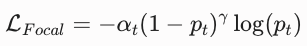 ℒ_{Focal} = −α_t(1 − p_t)^γ log(p_t)